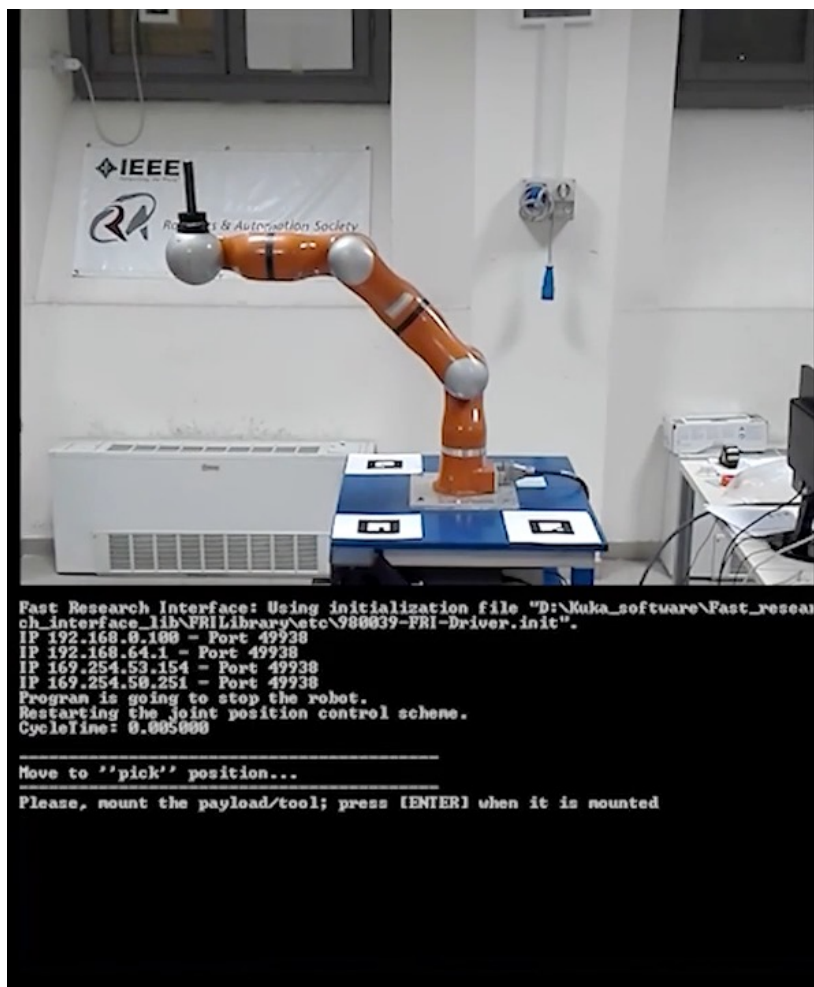 IEEE
Robotics & Automation Society
Fast Research Interface: Using initialization file "D:\Kuka_software\Fast_resear
ch_interface_lib\FRILibrary\etc\980039-FRI-Driver.init".
IP 192.168.0.100 - Port 49938
IP 192.168.64.1 - Port 49938
IP 169.254.53.154 - Port 49938
IP 169.254.50.251 - Port 49938
Program is going to stop the robot.
Restarting the joint position control scheme.
CycleTime: 0.005000
Move to ''pick'' position...
Please, mount the payload/tool; press [ENTER] when it is mounted